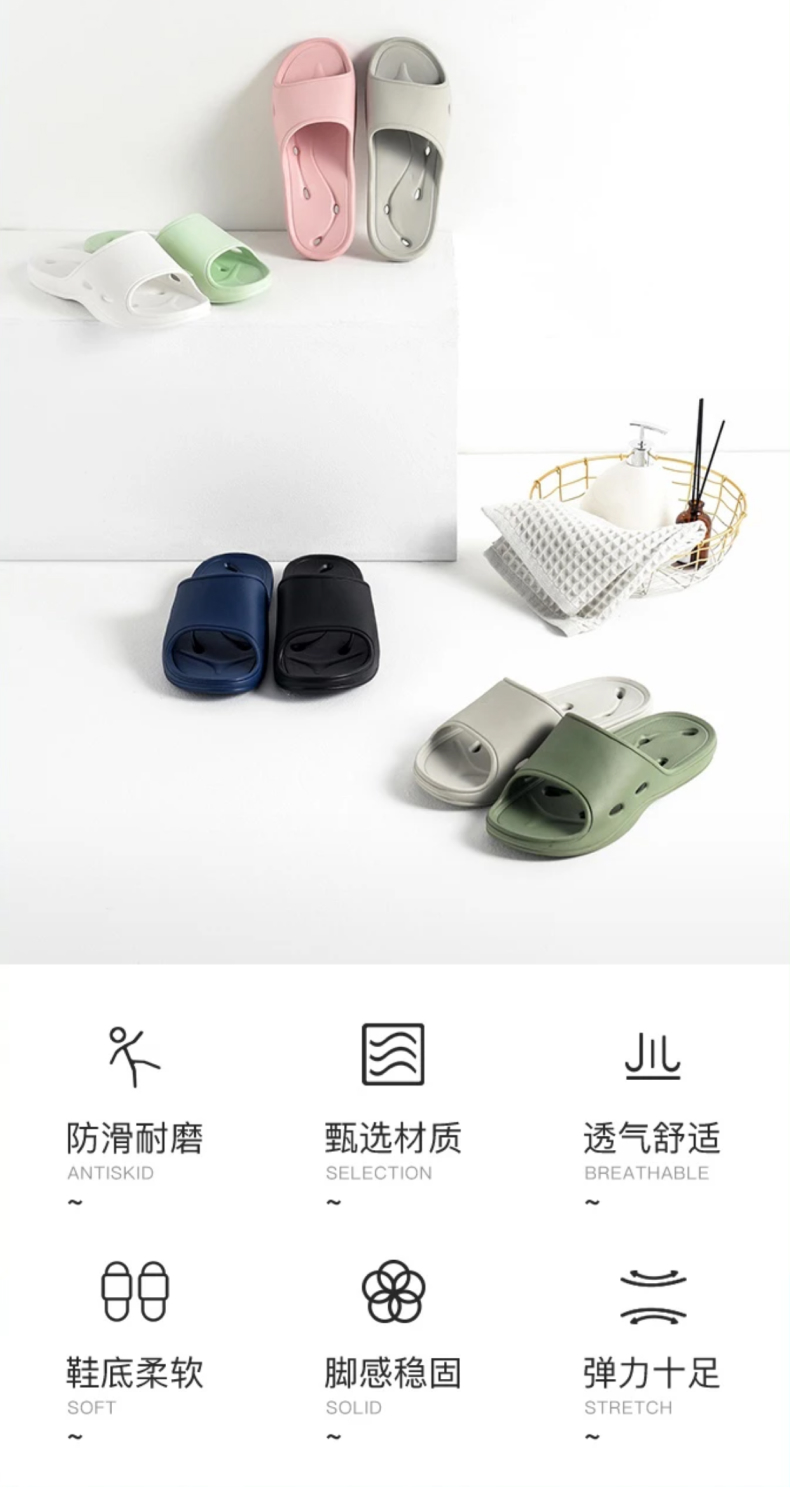 防滑耐磨
ANTISKID
~
甄选材质
SELECTION
~
透气舒适
BREATHABLE
~
鞋底柔软
SOFT
~
脚感稳固
SOLID
~
弹力十足
STRETCH
~